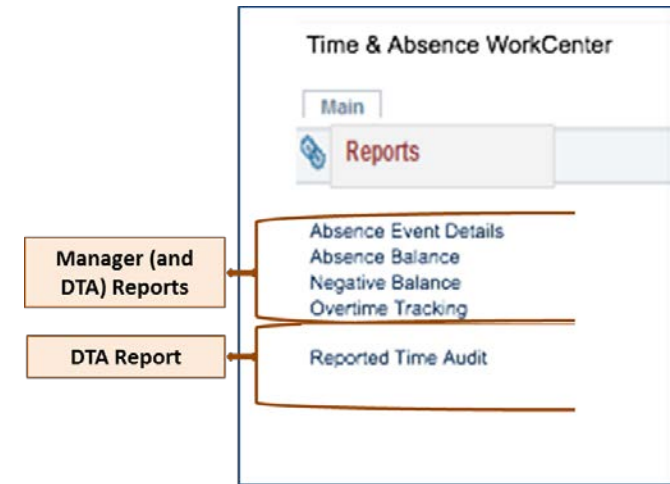 Time & Absence WorkCenter
Main
Reports
Manager (and
DTA) Reports
Absence Event Details
Absence Balance
Negative Balance
Overtime Tracking
DTA Report
Reported Time Audit